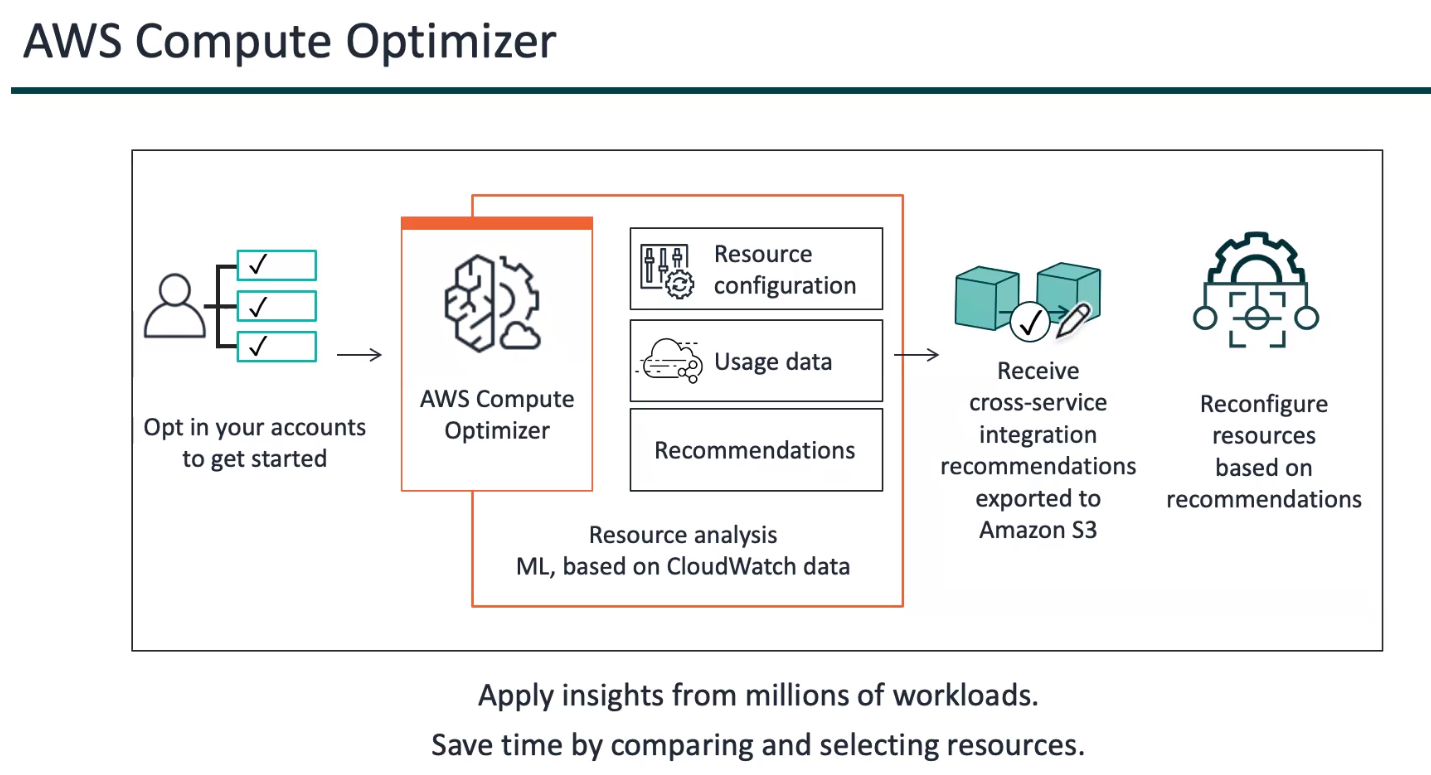 AWS Compute Optimizer
Opt in your accounts
to get started
AWS Compute
Optimizer
Resource
configuration
Usage data
Recommendations
Resource analysis
ML, based on CloudWatch data
Receive
cross-service
integration
recommendations
exported to
Amazon S3
Reconfigure
resources
based on
recommendations
Apply insights from millions of workloads.
Save time by comparing and selecting resources.